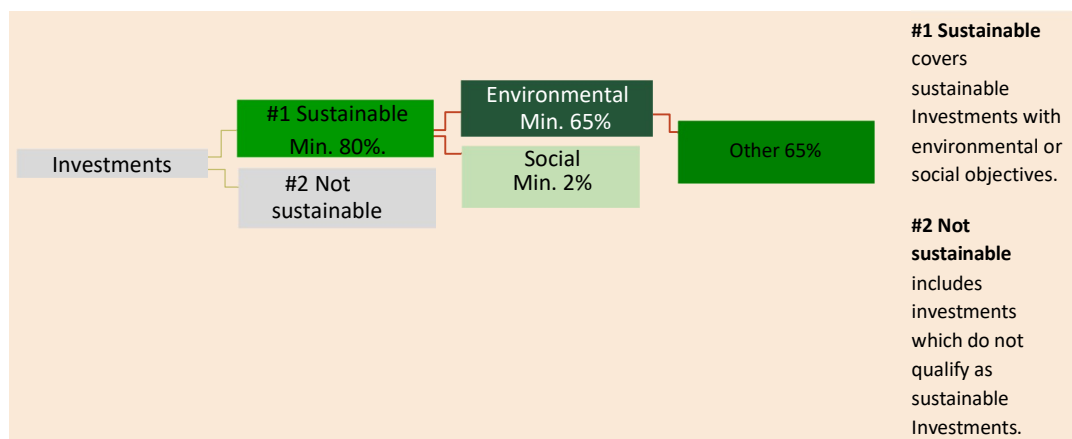 Investments
#1 Sustainable
Min. 80%.
#2 Not
sustainable
Environmental
Min. 65%
Social
Min. 2%
Other 65%
#1 Sustainable
covers
sustainable
Investments with
environmental or
social objectives.
#2 Not
sustainable
includes
investments
which do not
qualify as
sustainable
Investments.